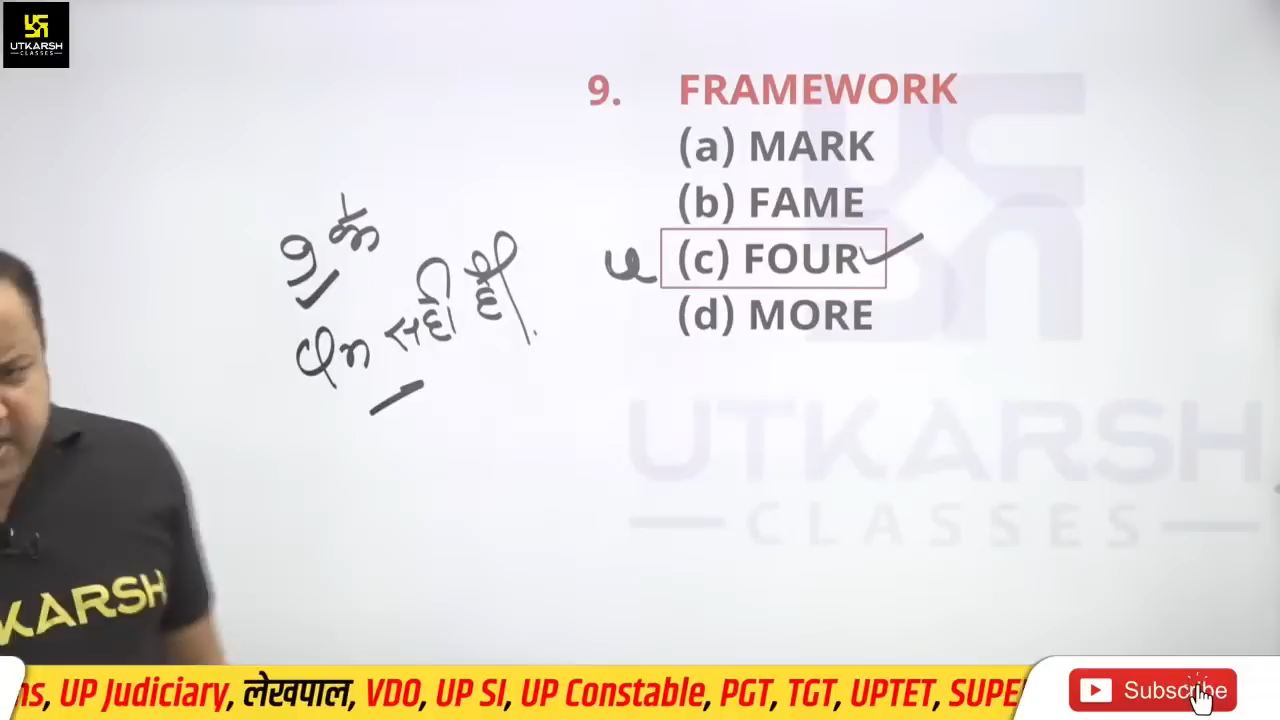 UTKARSH
CLASSES
9. FRAMEWORK
(a) MARK
(b) FAME
(c) FOUR
(d) MORE
सही है
UTKARSH
CLASSES
KARSH
ns, UP Judiciary, लेखपाल, VDO, UP SI, UP Constable, PGT, TGT, UPTET, SUPE
Subscribe